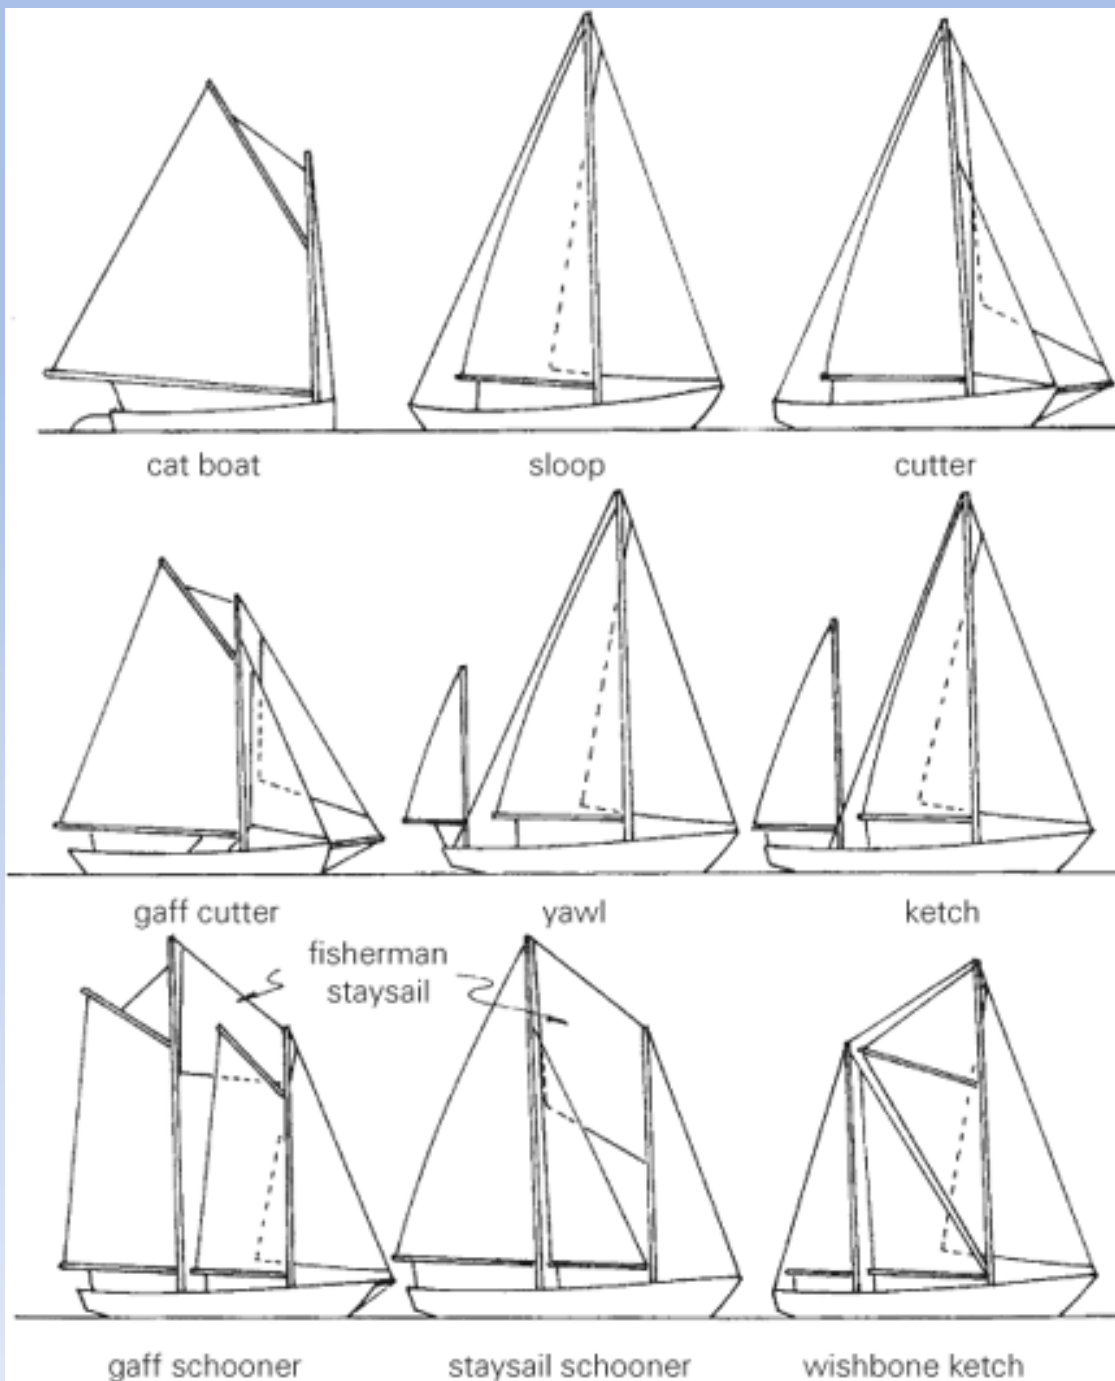 cat boat
sloop
cutter
gaff cutter
yawl
ketch
fisherman
staysail
gaff schooner
staysail schooner
wishbone ketch